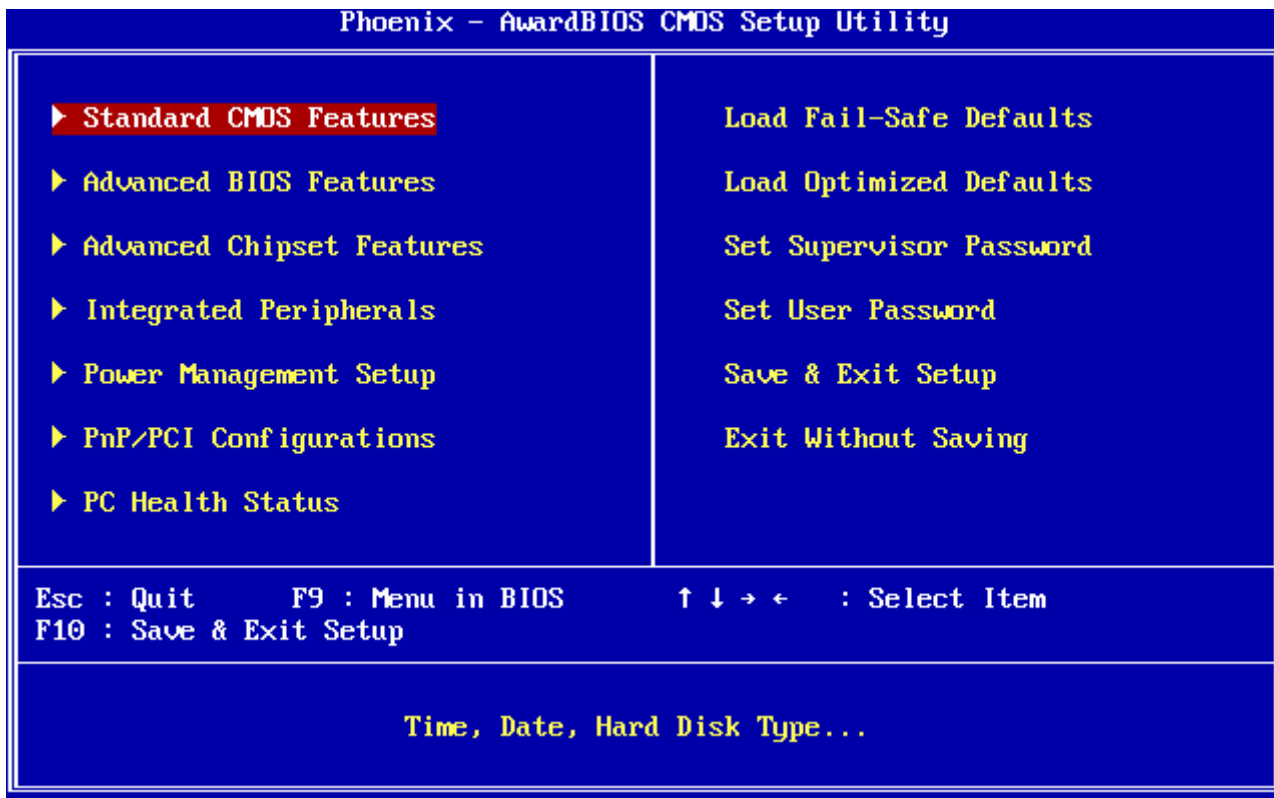 Phoenix - AwardBIOS CMOS Setup Utility
Standard CMOS Features
Advanced BIOS Features
Advanced Chipset Features
Integrated Peripherals
Power Management Setup
PnP/PCI Configurations
PC Health Status
Load Fail-Safe Defaults
Load Optimized Defaults
Set Supervisor Password
Set User Password
Save & Exit Setup
Exit Without Saving
Esc : Quit F9 : Menu in BIOS ↑ ↓ → ← : Select Item
F10 : Save & Exit Setup
Time, Date, Hard Disk Type...